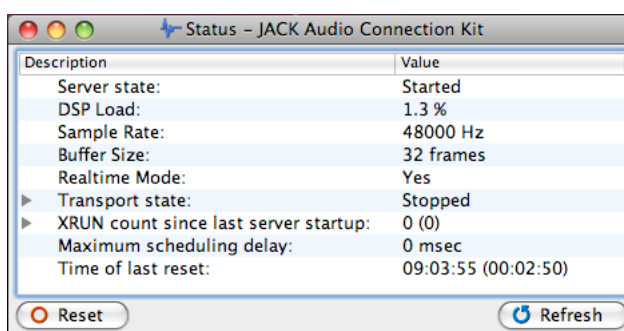 Status – JACK Audio Connection Kit
Description Value
Server state: Started
DSP Load: 1.3 %
Sample Rate: 48000 Hz
Buffer Size: 32 frames
Realtime Mode: Yes
Transport state: Stopped
XRUN count since last server startup: 0 (0)
Maximum scheduling delay: 0 msec
Time of last reset: 09:03:55 (00:02:50)
Reset Refresh